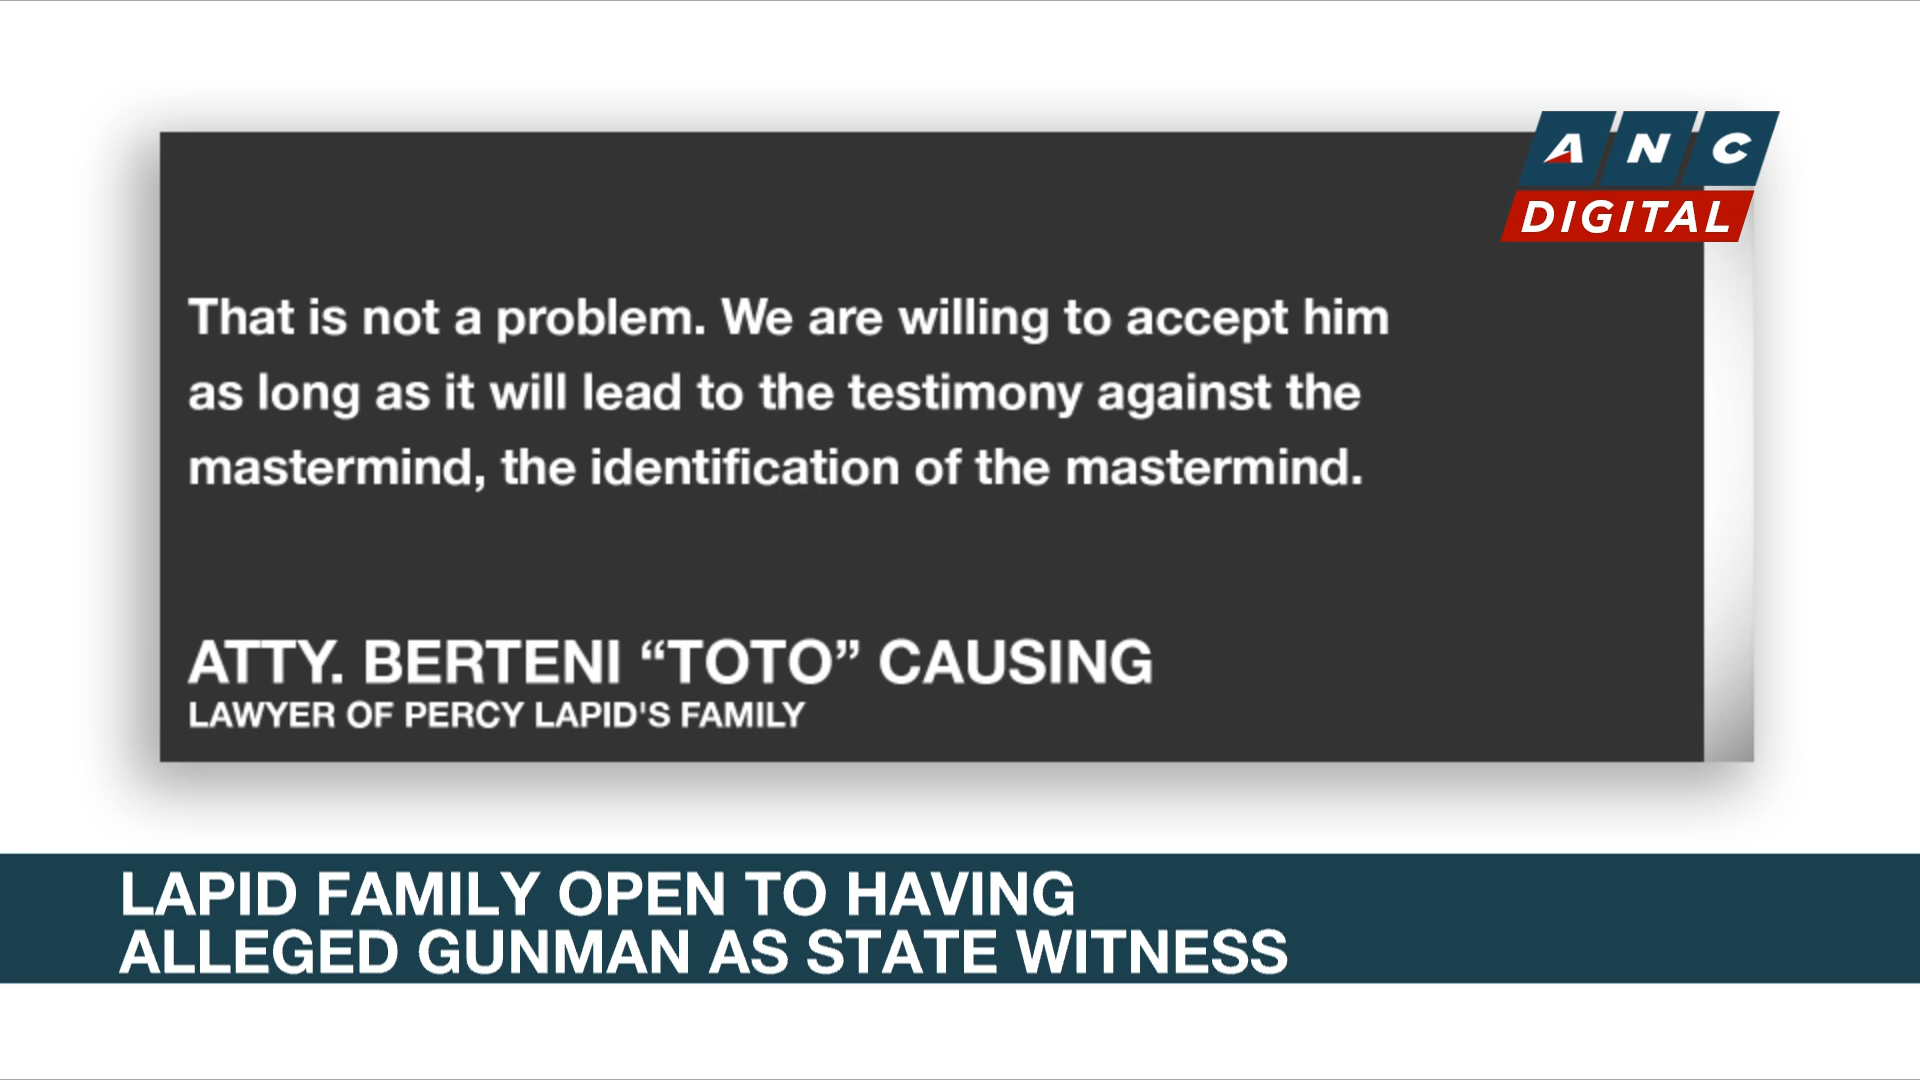 ANC
DIGITAL
That is not a problem. We are willing to accept him
as long as it will lead to the testimony against the
mastermind, the identification of the mastermind.
ATTY. BERTENI “TOTO” CAUSING
LAWYER OF PERCY LAPID'S FAMILY
LAPID FAMILY OPEN TO HAVING
ALLEGED GUNMAN AS STATE WITNESS